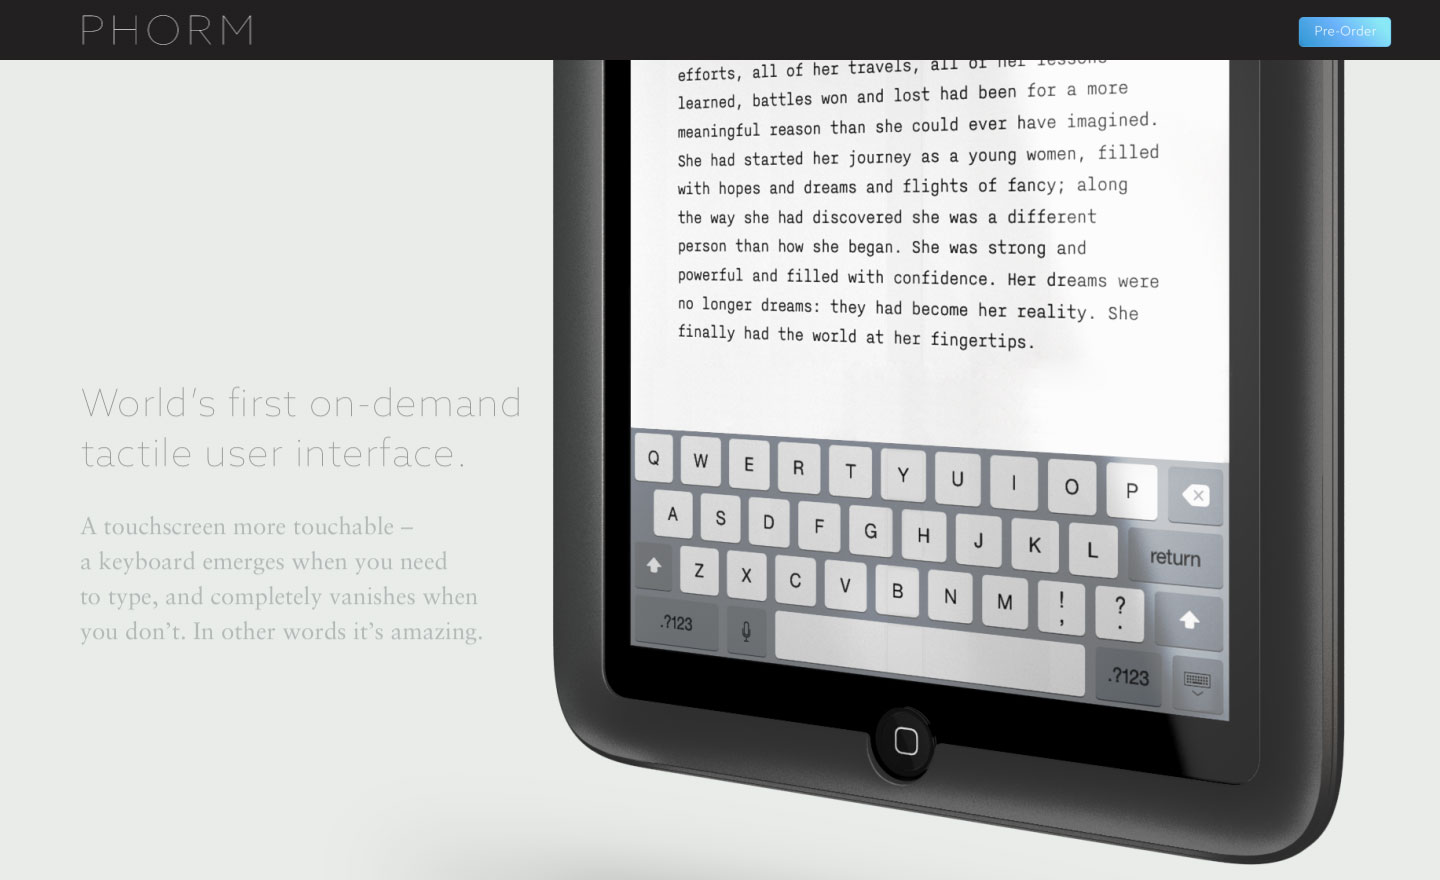 PHORM
Pre-Order
efforts, all of her travels, all of her lessons
learned, battles won and lost had been for a more
meaningful reason than she could ever have imagined.
She had started her journey as a young women, filled
with hopes and dreams and flights of fancy; along
the way she had discovered she was a different
person than how she began. She was strong and
powerful and filled with confidence. Her dreams were
no longer dreams: they had become her reality. She
finally had the world at her fingertips.
World's first on-demand
tactile user interface.
A touchscreen more touchable –
a keyboard emerges when you need
to type, and completely vanishes when
you don't. In other words it's amazing.
Q W E R T Y U I O P
A S D F G H J K L return
Z X C V B N M ! , ? .
.?123 .?123